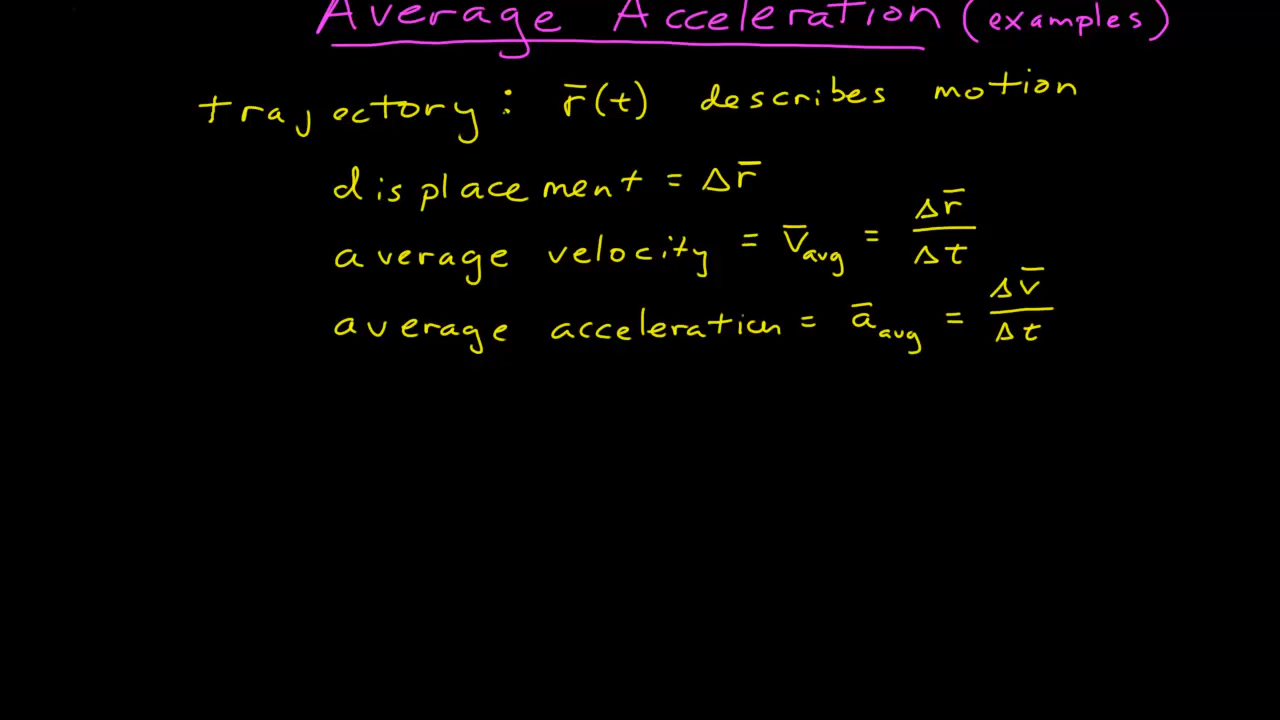 Average Acceleration (examples)
trajectory: r̄(t) describes motion
displacement = Δr̄
average velocity = v̄avg = Δr̄/Δt
average acceleration = āavg = Δv̄/Δt